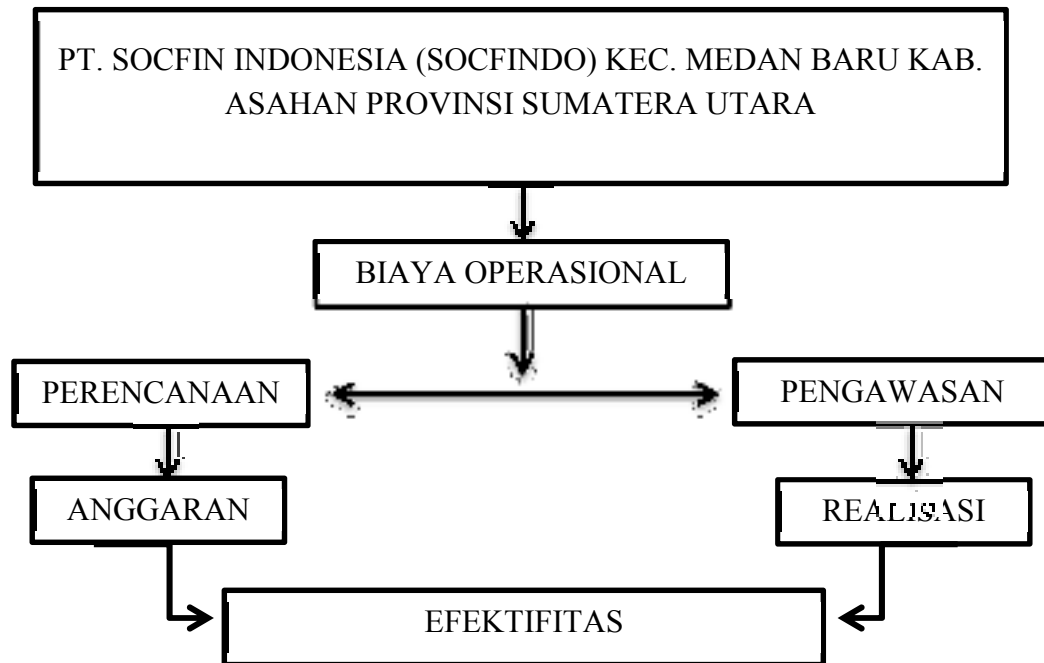 PT. SOCFIN INDONESIA (SOCFINDO) KEC. MEDAN BARU KAB.
ASAHAN PROVINSI SUMATERA UTARA
BIAYA OPERASIONAL
PERENCANAAN
PENGAWASAN
ANGGARAN
REALISASI
EFEKTIFITAS